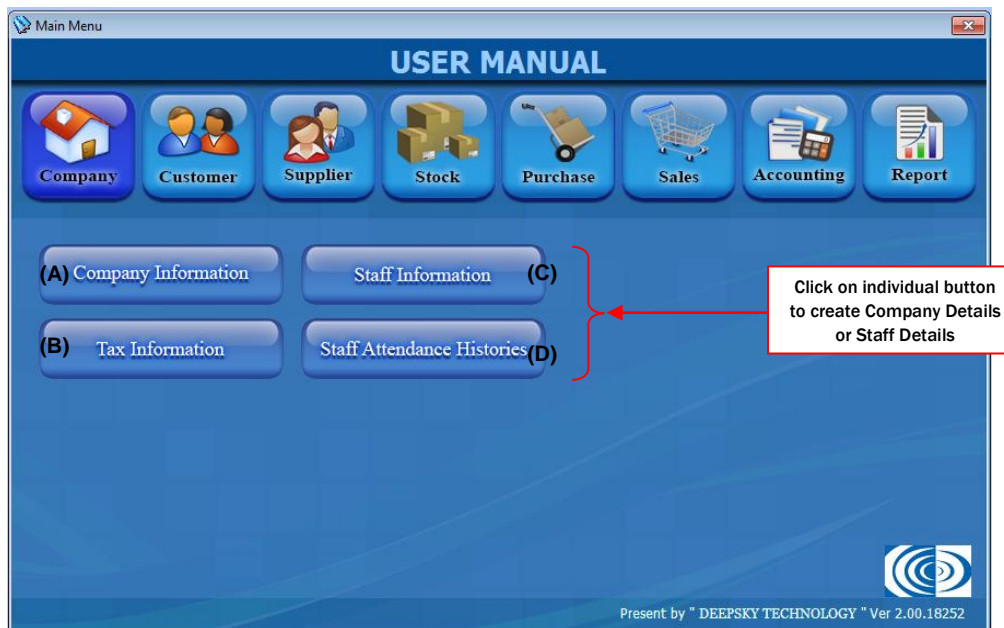 Main Menu
USER MANUAL
Company Customer Supplier Stock Purchase Sales Accounting Report
(A) Company Information
Staff Information (C)
(B) Tax Information
Staff Attendance Histories (D)
Click on individual button
to create Company Details
or Staff Details
Present by " DEEPSKY TECHNOLOGY " Ver 2.00.18252